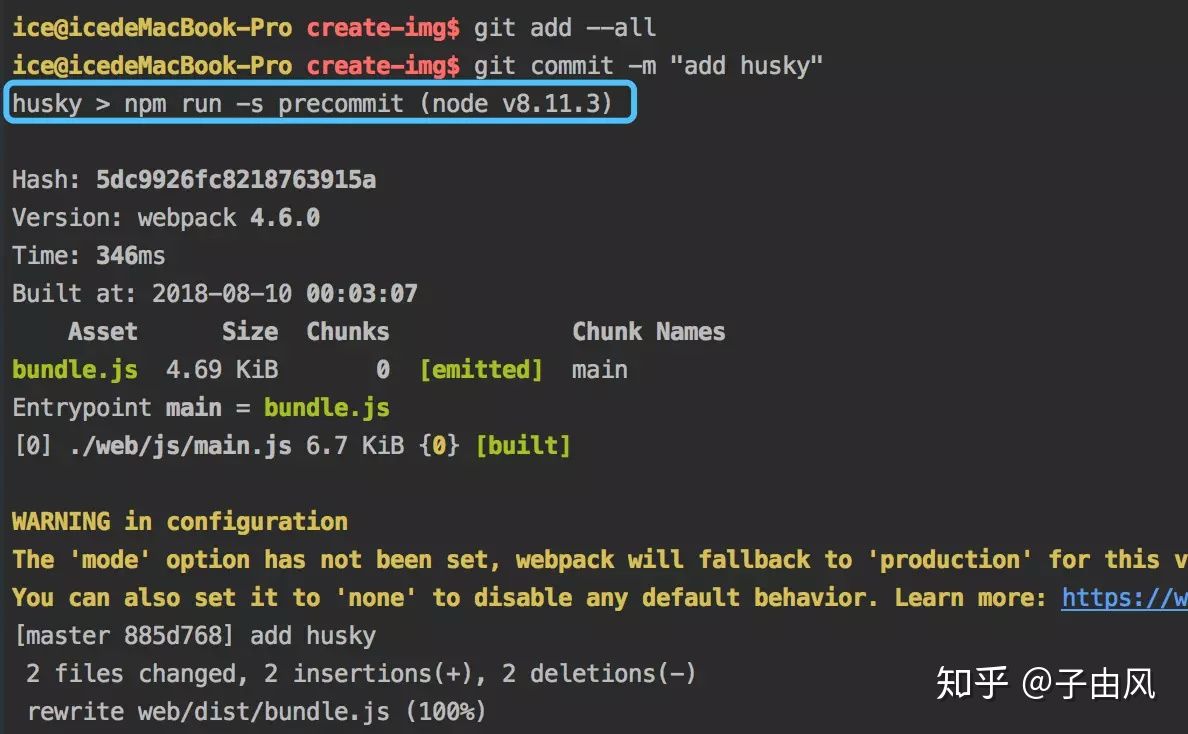 ice@icedeMacBook-Pro create-img$ git add --all
ice@icedeMacBook-Pro create-img$ git commit -m "add husky"
husky > npm run -s precommit (node v8.11.3)
Hash: 5dc9926fc8218763915a
Version: webpack 4.6.0
Time: 346ms
Built at: 2018-08-10 00:03:07
Asset Size Chunks Chunk Names
bundle.js 4.69 KiB 0 [emitted] main
Entrypoint main = bundle.js
[0] ./web/js/main.js 6.7 KiB {0} [built]
WARNING in configuration
The 'mode' option has not been set, webpack will fallback to 'production' for this v
You can also set it to 'none' to disable any default behavior. Learn more: https://w
[master 885d768] add husky
2 files changed, 2 insertions(+), 2 deletions(-)
rewrite web/dist/bundle.js (100%)
知乎 @子由风